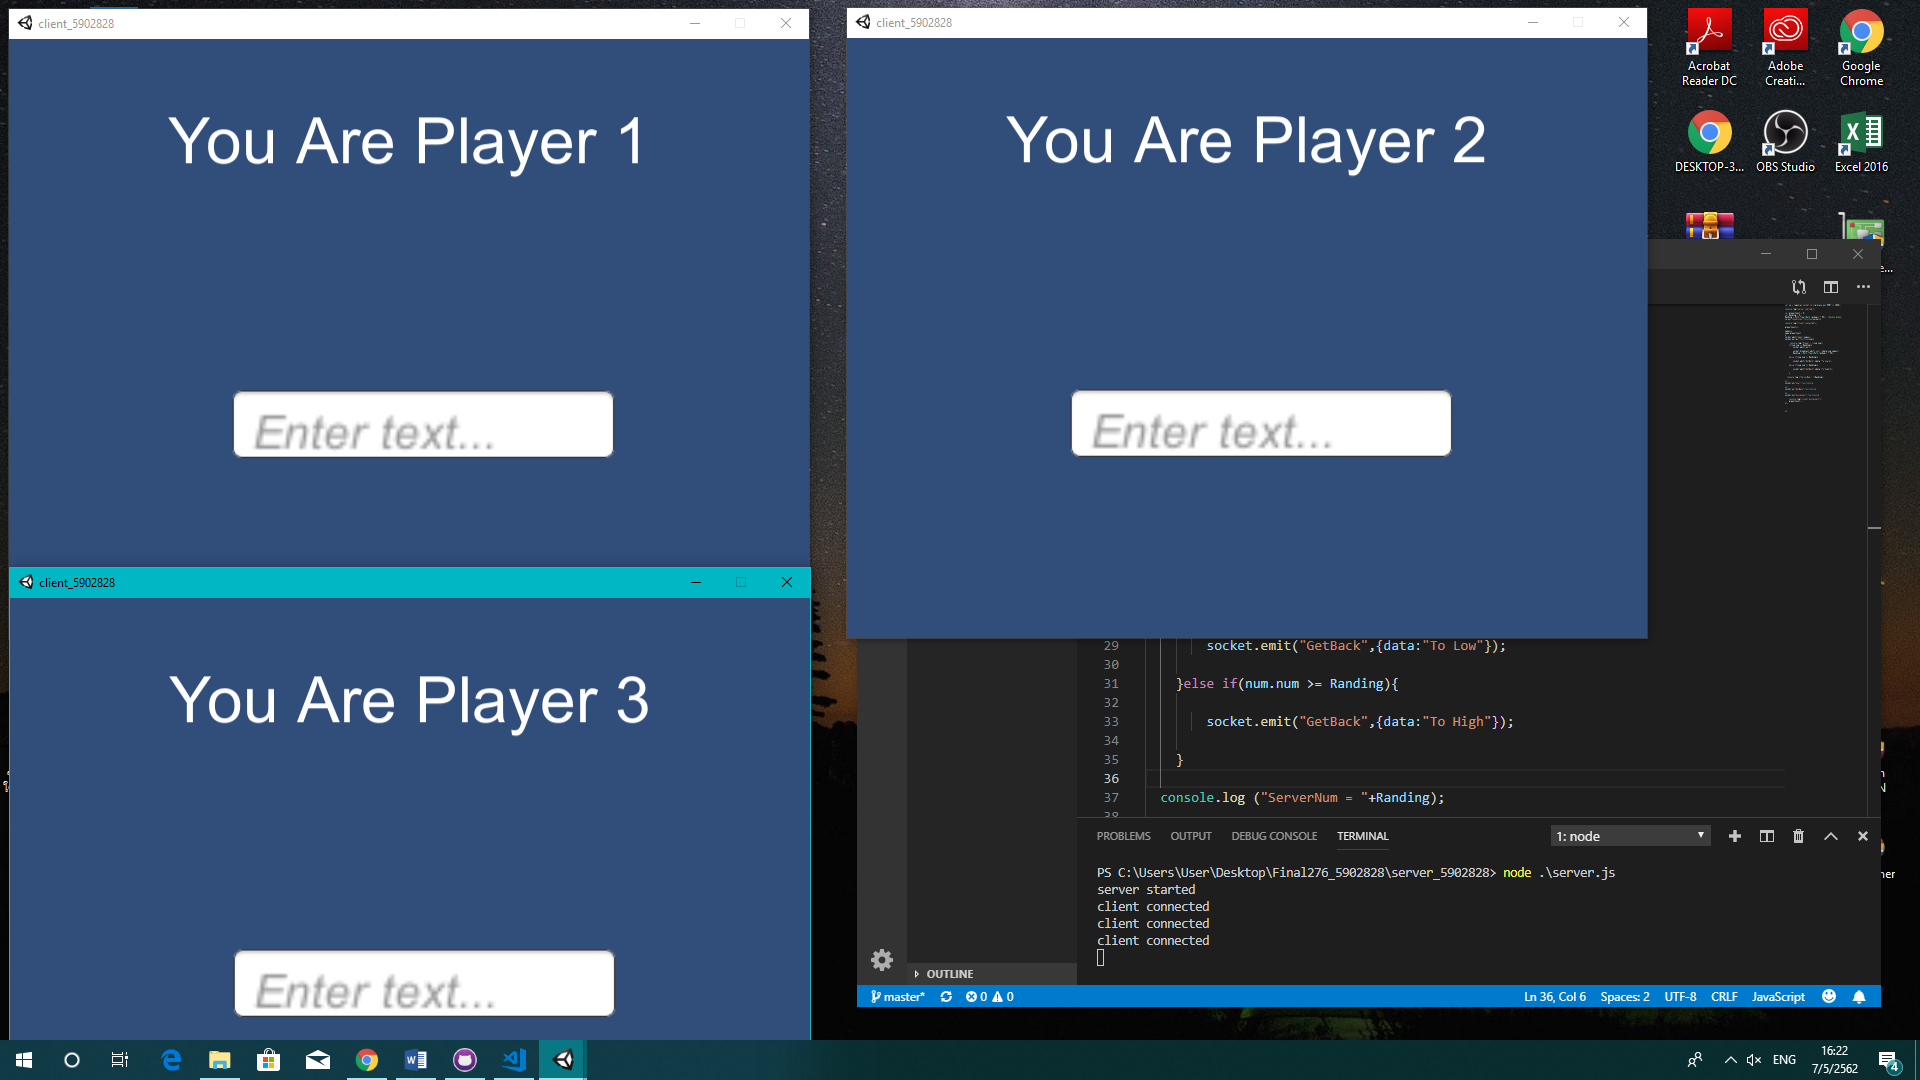 client_5902828
You Are Player 1
Enter text...
client_5902828
You Are Player 2
Enter text...
client_5902828
You Are Player 3
Enter text...
Acrobat Reader DC
Adobe Creati...
Google Chrome
DESKTOP-3...
OBS Studio
Excel 2016
29 socket.emit("GetBack",{data:"To Low"});
30
31 }else if(num.num >= Randing){
32
33 socket.emit("GetBack",{data:"To High"});
34
35 }
36
37 console.log ("ServerNum = "+Randing);
38
PROBLEMS OUTPUT DEBUG CONSOLE TERMINAL 1: node
PS C:\Users\User\Desktop\Final276_5902828\server_5902828> node .\server.js
server started
client connected
client connected
client connected
OUTLINE
master* 0 0 Ln 36, Col 6 Spaces: 2 UTF-8 CRLF JavaScript
ENG
16:22
7/5/2562
4